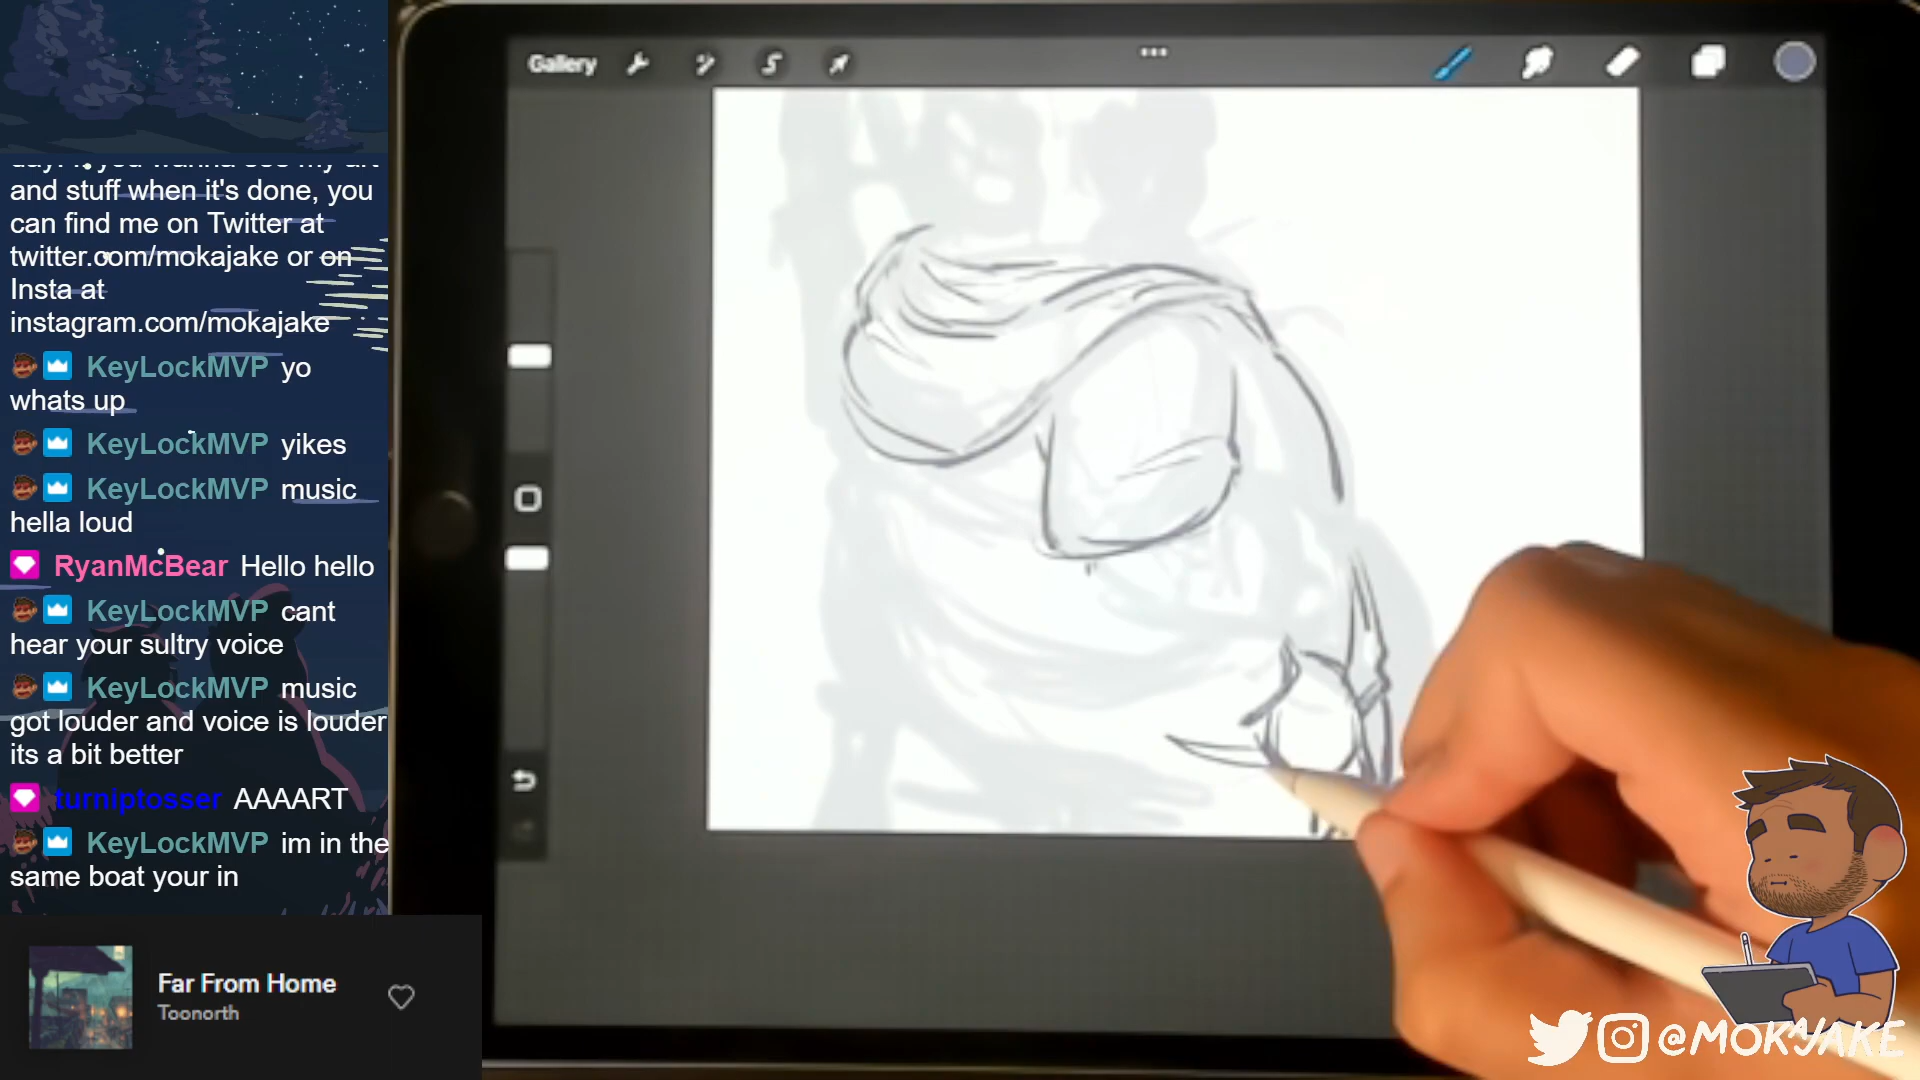 Gallery
and stuff when it's done, you
can find me on Twitter at
twitter.com/mokajake or on
Insta at
instagram.com/mokajake
KeyLockMVP yo
whats up
KeyLockMVP yikes
KeyLockMVP music
hella loud
RyanMcBear Hello hello
KeyLockMVP cant
hear your sultry voice
KeyLockMVP music
got louder and voice is louder
its a bit better
turniptosser AAAART
KeyLockMVP im in the
same boat your in
Far From Home
Toonorth
@MOKAJAKE